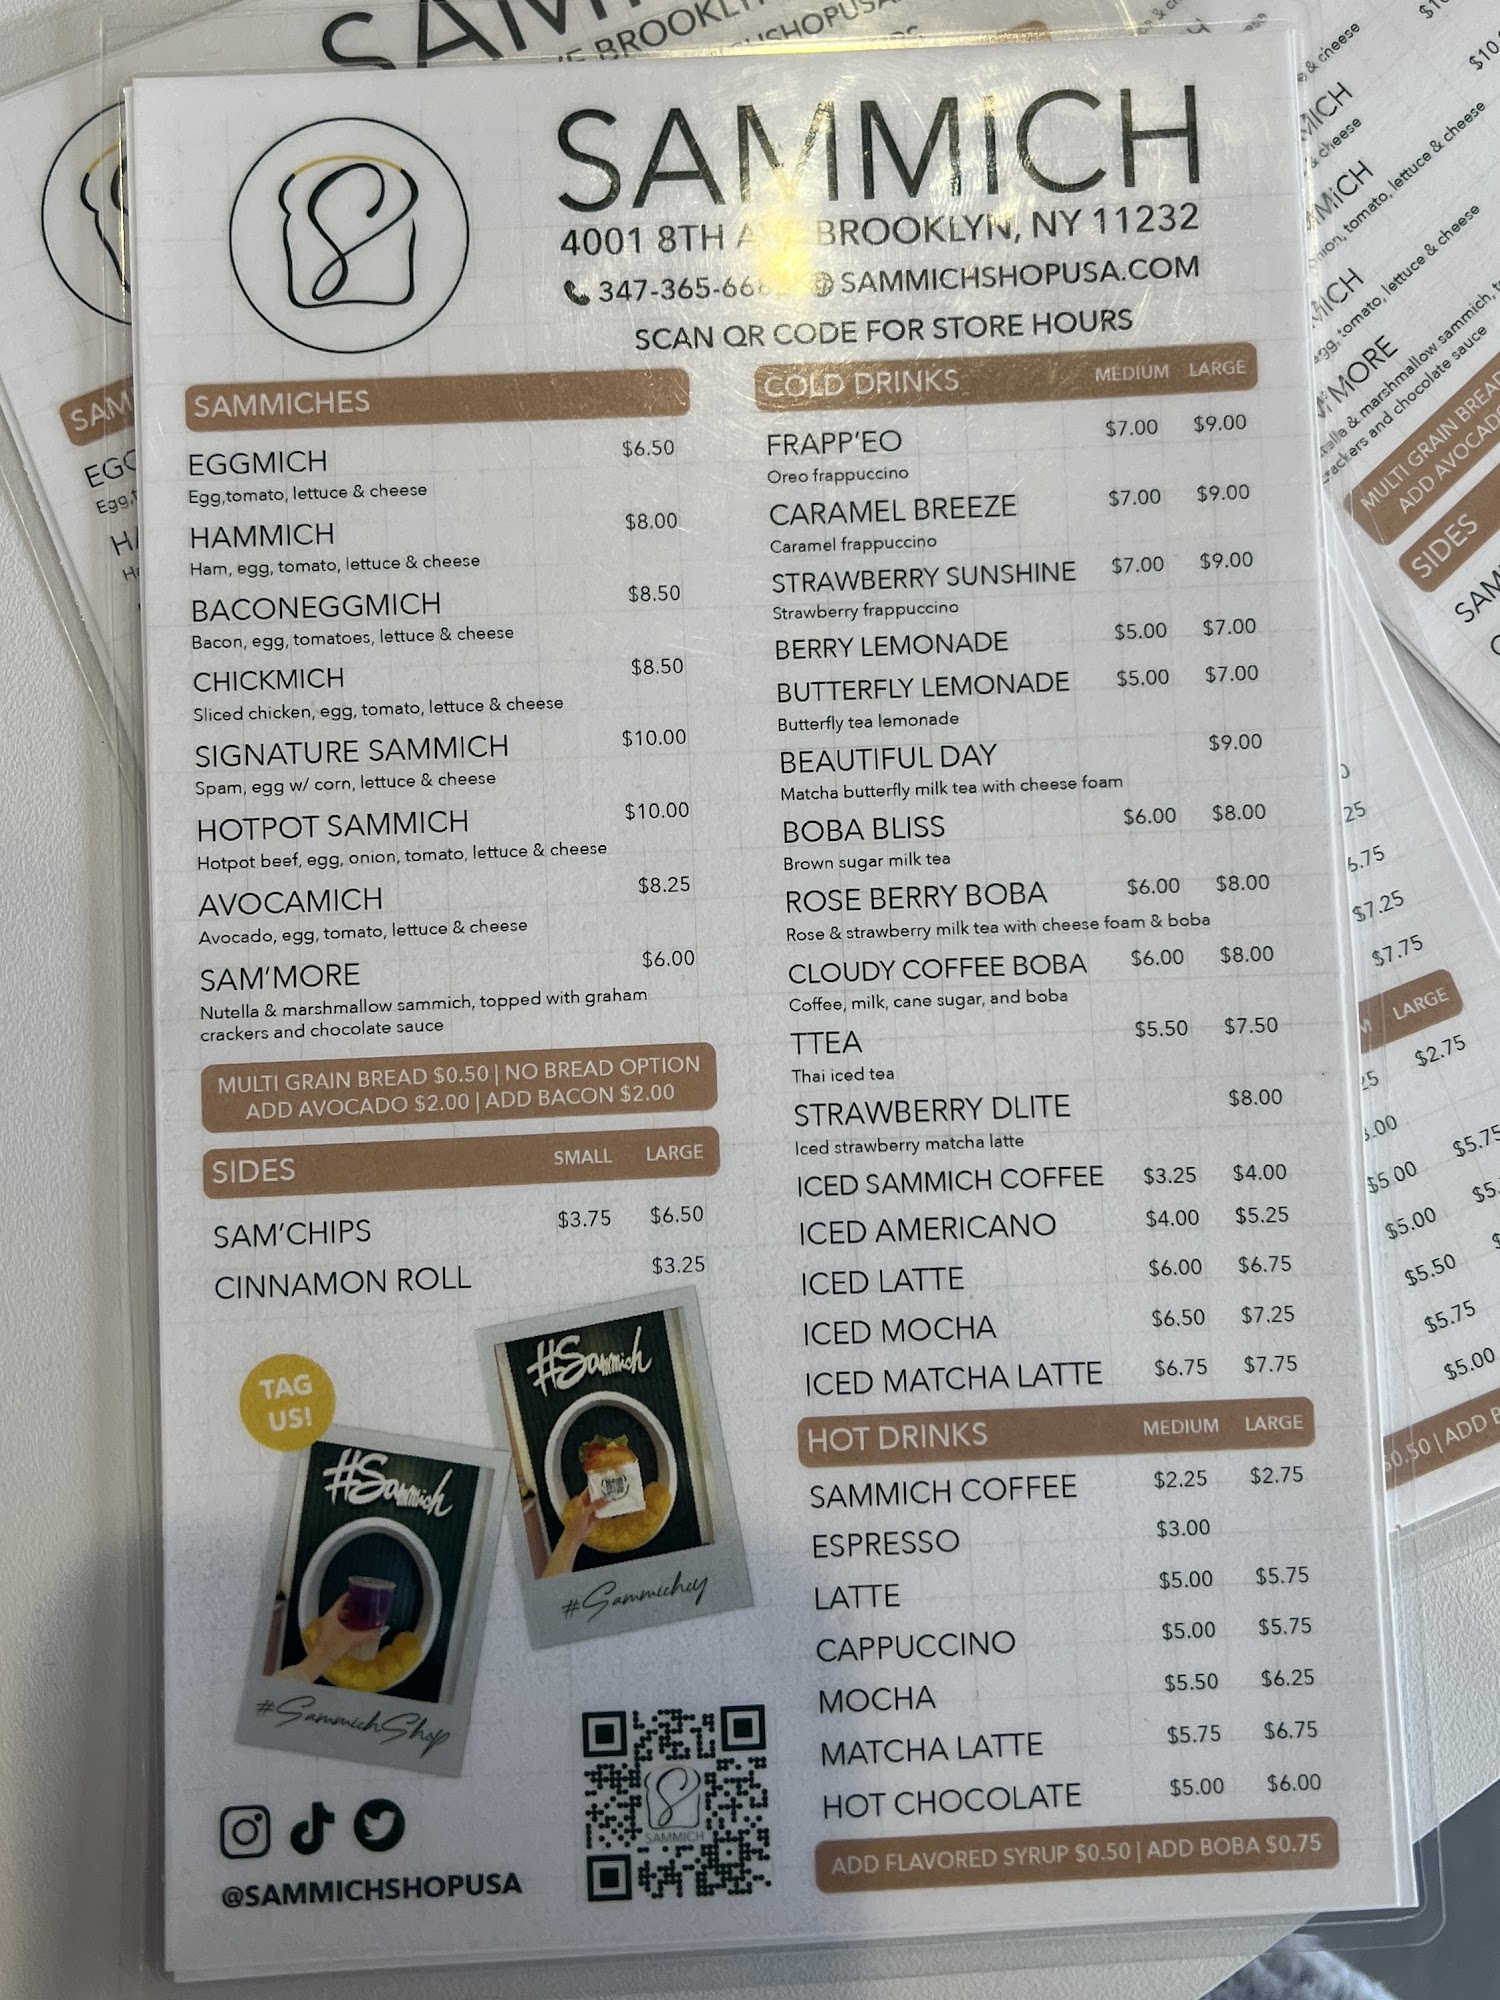 SAMMICH
4001 8TH AVE BROOKLYN, NY 11232
347-365-66
SAMMICHSHOPUSA.COM
SCAN QR CODE FOR STORE HOURS
SAMMICHES
EGGMICH $6.50
Egg,tomato, lettuce & cheese
HAMMICH $8.00
Ham, egg, tomato, lettuce & cheese
BACONEGGMICH $8.50
Bacon, egg, tomatoes, lettuce & cheese
CHICKMICH $8.50
Sliced chicken, egg, tomato, lettuce & cheese
SIGNATURE SAMMICH $10.00
Spam, egg w/ corn, lettuce & cheese
HOTPOT SAMMICH $10.00
Hotpot beef, egg, onion, tomato, lettuce & cheese
AVOCAMICH $8.25
Avocado, egg, tomato, lettuce & cheese
SAM'MORE $6.00
Nutella & marshmallow sammich, topped with graham
crackers and chocolate sauce
MULTI GRAIN BREAD $0.50 | NO BREAD OPTION
ADD AVOCADO $2.00 | ADD BACON $2.00
SIDES SMALL LARGE
SAM'CHIPS $3.75 $6.50
CINNAMON ROLL $3.25
TAG
US!
#Sammich
#Sammichey
#Sammich
#SammichShop
SAMMICH
@SAMMICHSHOPUSA
COLD DRINKS MEDIUM LARGE
FRAPP'EO $7.00 $9.00
Oreo frappuccino
CARAMEL BREEZE $7.00 $9.00
Caramel frappuccino
STRAWBERRY SUNSHINE $7.00 $9.00
Strawberry frappuccino
BERRY LEMONADE $5.00 $7.00
BUTTERFLY LEMONADE $5.00 $7.00
Butterfly tea lemonade
BEAUTIFUL DAY $9.00
Matcha butterfly milk tea with cheese foam
BOBA BLISS $6.00 $8.00
Brown sugar milk tea
ROSE BERRY BOBA $6.00 $8.00
Rose & strawberry milk tea with cheese foam & boba
CLOUDY COFFEE BOBA $6.00 $8.00
Coffee, milk, cane sugar, and boba
TTEA $5.50 $7.50
Thai iced tea
STRAWBERRY DLITE $8.00
Iced strawberry matcha latte
ICED SAMMICH COFFEE $3.25 $4.00
ICED AMERICANO $4.00 $5.25
ICED LATTE $6.00 $6.75
ICED MOCHA $6.50 $7.25
ICED MATCHA LATTE $6.75 $7.75
HOT DRINKS MEDIUM LARGE
SAMMICH COFFEE $2.25 $2.75
ESPRESSO $3.00
LATTE $5.00 $5.75
CAPPUCCINO $5.00 $5.75
MOCHA $5.50 $6.25
MATCHA LATTE $5.75 $6.75
HOT CHOCOLATE $5.00 $6.00
ADD FLAVORED SYRUP $0.50 | ADD BOBA $0.75